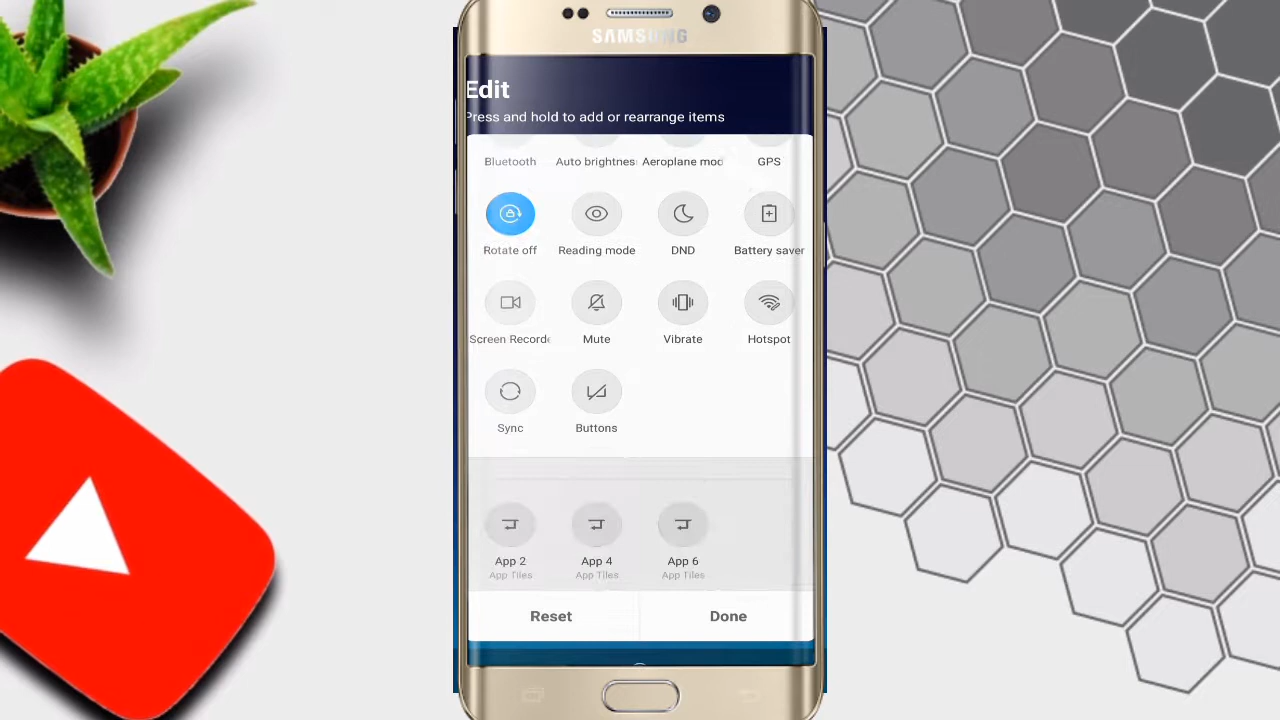 SAMSUNG
Edit
Press and hold to add or rearrange items
Bluetooth Auto brightnes Aeroplane mod GPS
Rotate off Reading mode DND Battery saver
Screen Recorde Mute Vibrate Hotspot
Sync Buttons
App 2 App 4 App 6
App Tiles App Tiles App Tiles
Reset Done